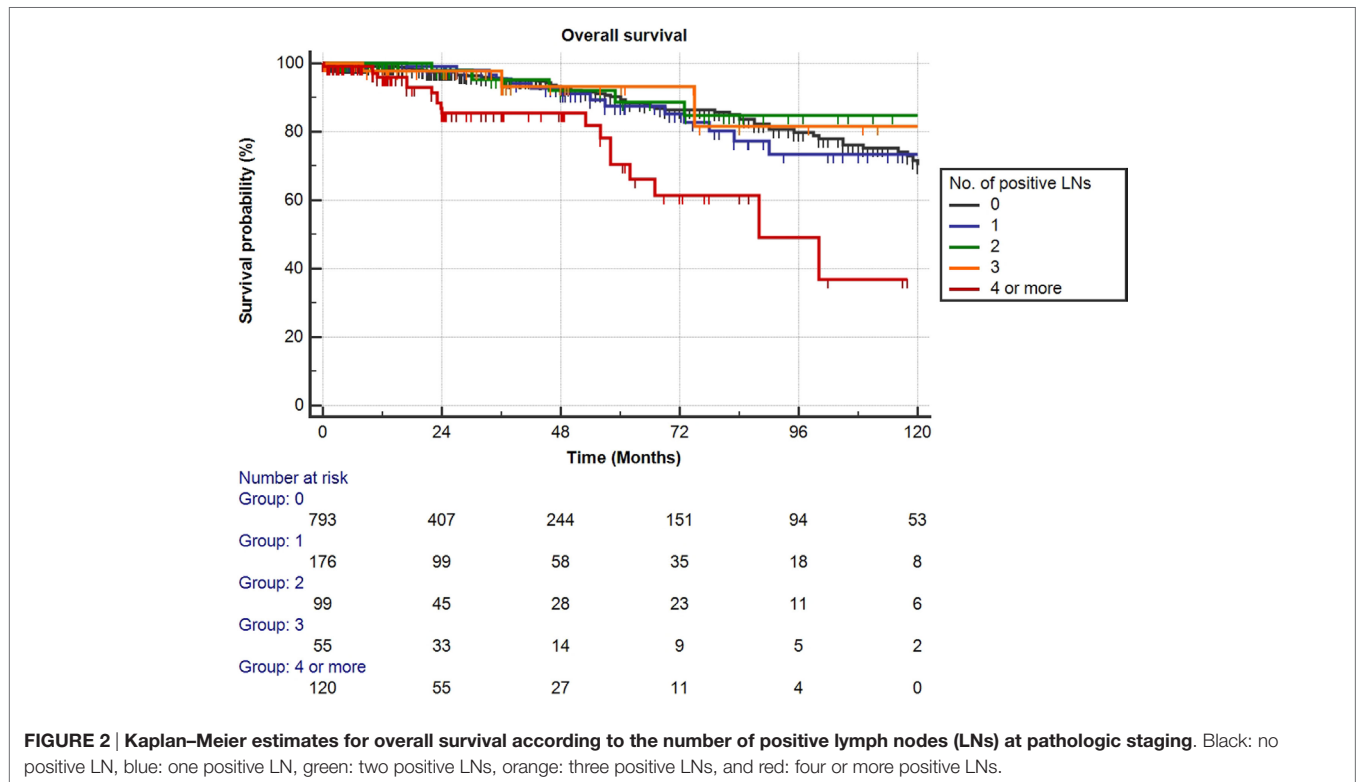 Overall survival
100
80
60
40
20
0
Survival probability (%)
0 24 48 72 96 120
Time (Months)
No. of positive LNs
0
1
2
3
4 or more
Number at risk
Group: 0
793 407 244 151 94 53
Group: 1
176 99 58 35 18 8
Group: 2
99 45 28 23 11 6
Group: 3
55 33 14 9 5 2
Group: 4 or more
120 55 27 11 4 0
FIGURE 2 | Kaplan–Meier estimates for overall survival according to the number of positive lymph nodes (LNs) at pathologic staging. Black: no
positive LN, blue: one positive LN, green: two positive LNs, orange: three positive LNs, and red: four or more positive LNs.